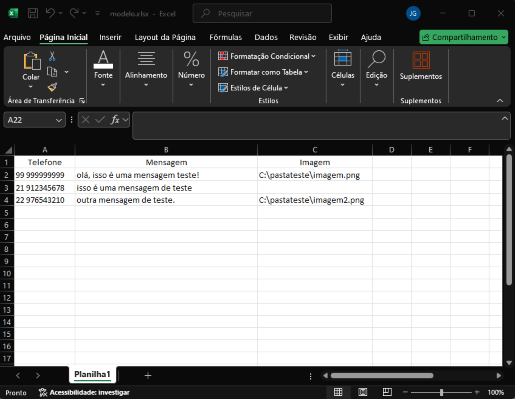 modelo.xlsx - Excel
Pesquisar
JG
Arquivo Página Inicial Inserir Layout da Página Fórmulas Dados Revisão Exibir Ajuda Compartilhamento
Colar Fonte Alinhamento Número Formatação Condicional Células Edição Suplementos
Formatar como Tabela
Estilos de Célula
Área de Transferência Estilos Suplementos
A22 fx
A B C D E F
1 Telefone Mensagem Imagem
2 99 999999999 olá, isso é uma mensagem teste! C:\pastateste\imagem.png
3 21 912345678 isso é uma mensagem de teste
4 22 976543210 outra mensagem de teste. C:\pastateste\imagem2.png
5
6
7
8
9
10
11
12
13
14
15
16
17
Planilha1
Pronto Acessibilidade: investigar 100%